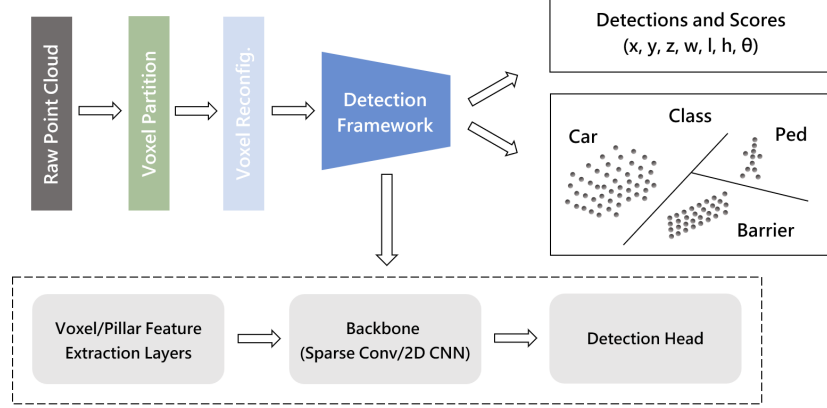 Raw Point Cloud
Voxel Partition
Voxel Reconfig.
Detection
Framework
Detections and Scores
(x, y, z, w, l, h, θ)
Class
Car
Ped
Barrier
Voxel/Pillar Feature
Extraction Layers
Backbone
(Sparse Conv/2D CNN)
Detection Head